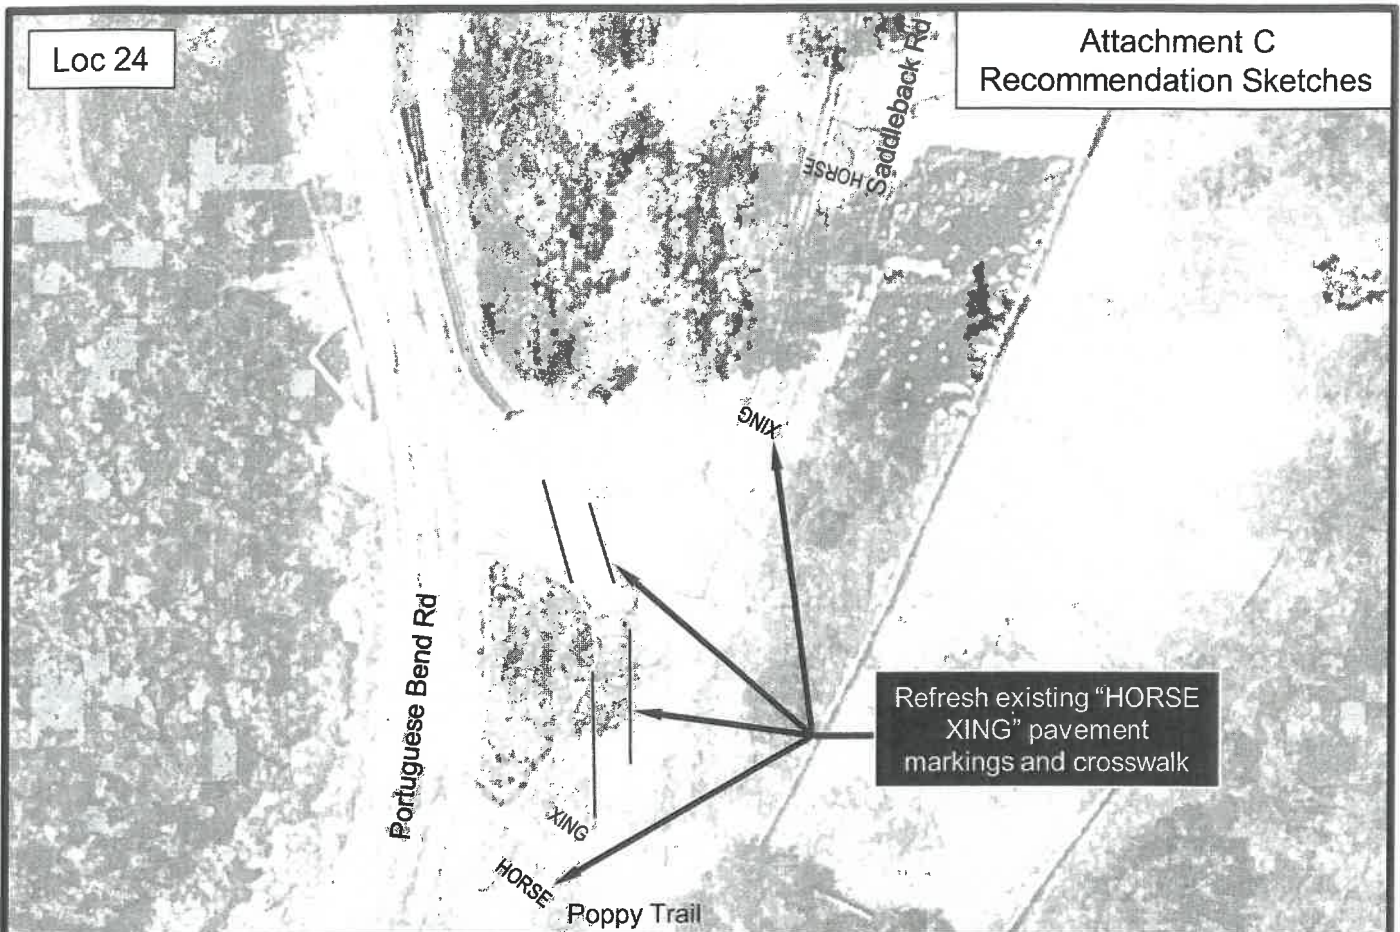 Loc 24
Attachment C
Recommendation Sketches
Saddleback Rd
HORSE
XING
Portuguese Bend Rd
Refresh existing “HORSE
XING” pavement
markings and crosswalk
XING
HORSE
Poppy Trail